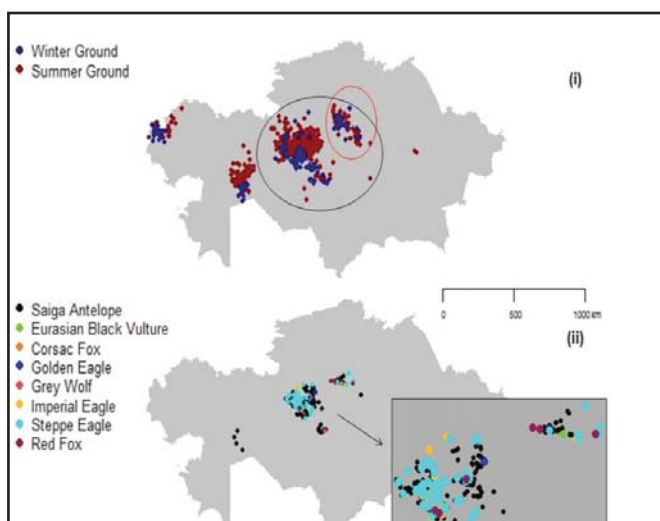 Winter Ground
Summer Ground
(i)
Saiga Antelope
Eurasian Black Vulture
Corsac Fox
Golden Eagle
Grey Wolf
Imperial Eagle
Steppe Eagle
Red Fox
0 500 1000 km
(ii)